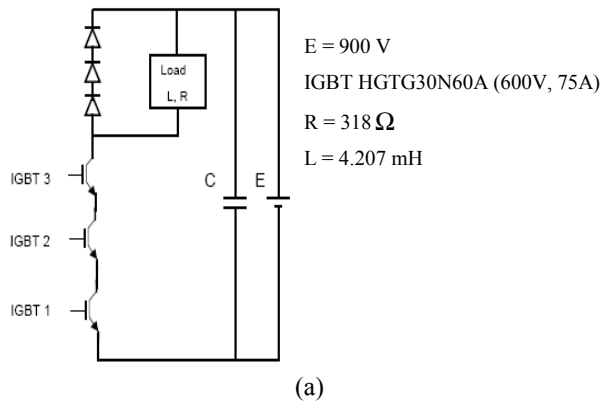 E = 900 V
Load
L, R
IGBT HGTG30N60A (600V, 75A)
R = 318 Ω
L = 4.207 mH
IGBT 3
C
E
IGBT 2
IGBT 1
(a)